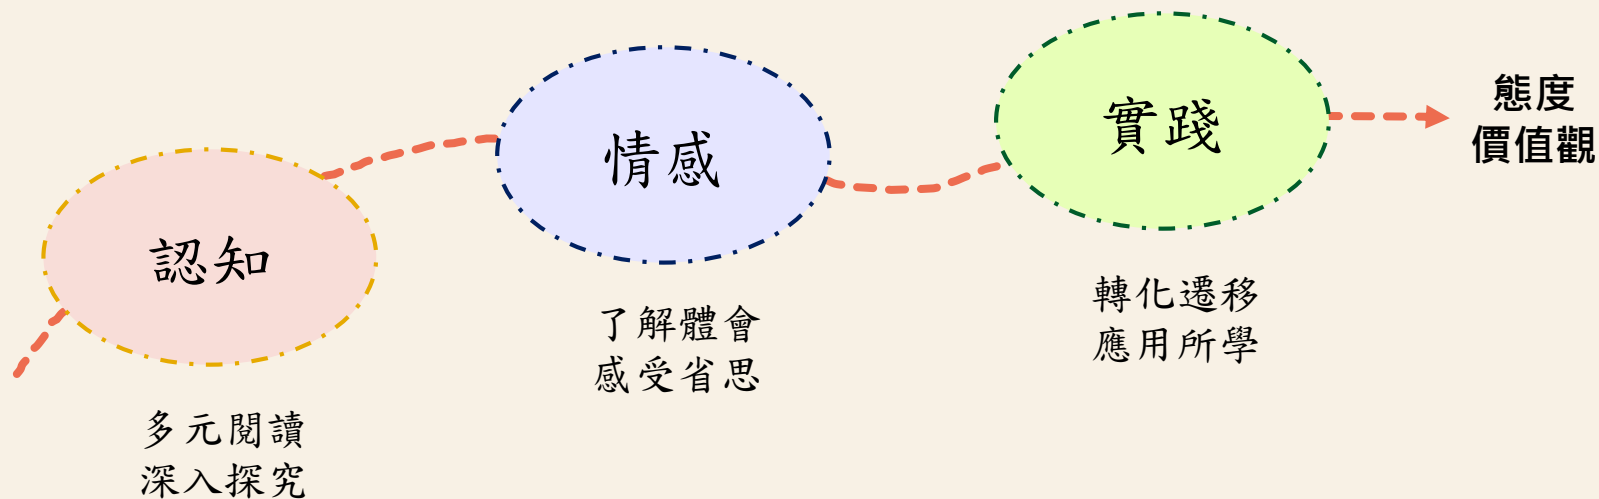 認知
多元閱讀
深入探究
情感
了解體會
感受省思
實踐
轉化遷移
應用所學
態度
價值觀